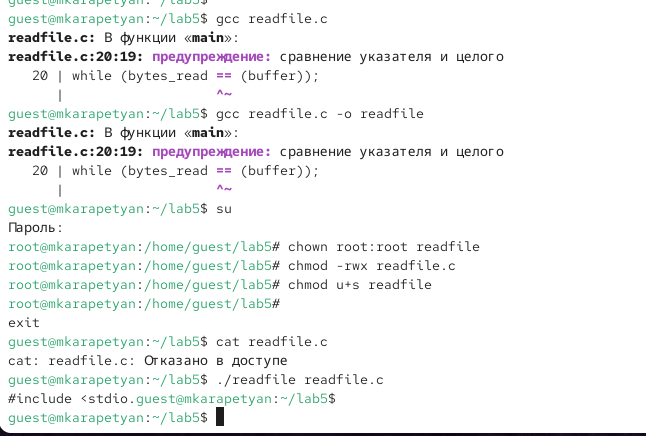 guest@mkarapetyan:~/lab5$
guest@mkarapetyan:~/lab5$ gcc readfile.c
readfile.c: В функции «main»:
readfile.c:20:19: предупреждение: сравнение указателя и целого
   20 | while (bytes_read == (buffer));
      |                   ^~
guest@mkarapetyan:~/lab5$ gcc readfile.c -o readfile
readfile.c: В функции «main»:
readfile.c:20:19: предупреждение: сравнение указателя и целого
   20 | while (bytes_read == (buffer));
      |                   ^~
guest@mkarapetyan:~/lab5$ su
Пароль:
root@mkarapetyan:/home/guest/lab5# chown root:root readfile
root@mkarapetyan:/home/guest/lab5# chmod -rwx readfile.c
root@mkarapetyan:/home/guest/lab5# chmod u+s readfile
root@mkarapetyan:/home/guest/lab5#
exit
guest@mkarapetyan:~/lab5$ cat readfile.c
cat: readfile.c: Отказано в доступе
guest@mkarapetyan:~/lab5$ ./readfile readfile.c
#include <stdio.guest@mkarapetyan:~/lab5$
guest@mkarapetyan:~/lab5$